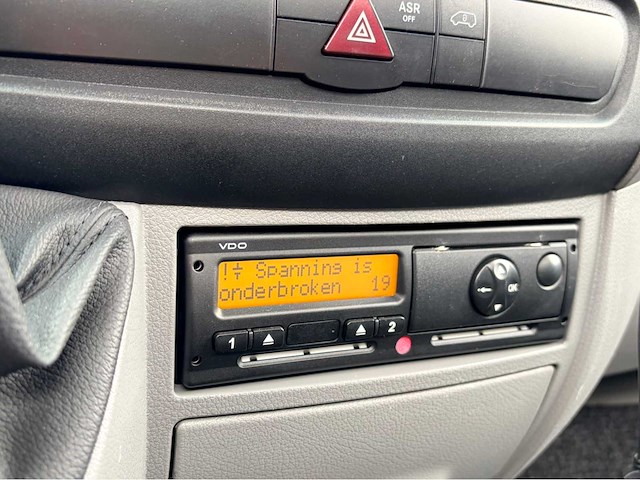 ASR
OFF
VDO
! Spanning is
onderbroken 19
1
2
OK